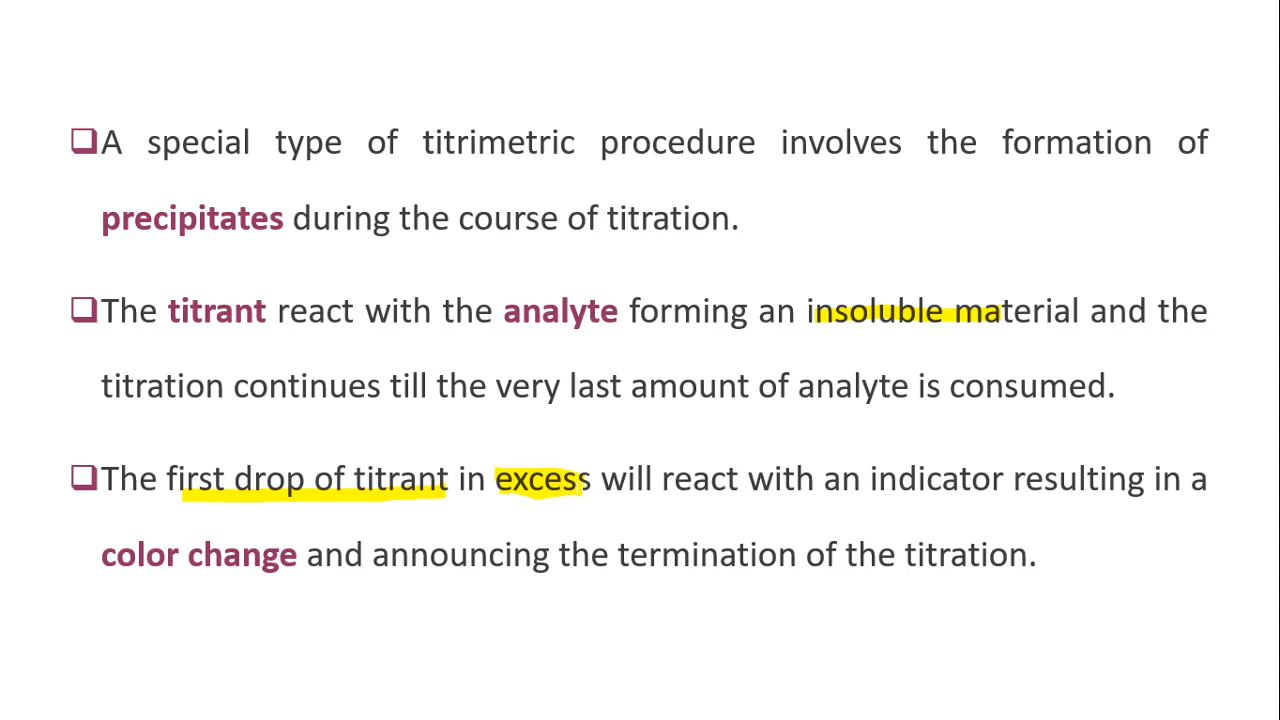 ❑A special type of titrimetric procedure involves the formation of
precipitates during the course of titration.
❑The titrant react with the analyte forming an insoluble material and the
titration continues till the very last amount of analyte is consumed.
❑The first drop of titrant in excess will react with an indicator resulting in a
color change and announcing the termination of the titration.